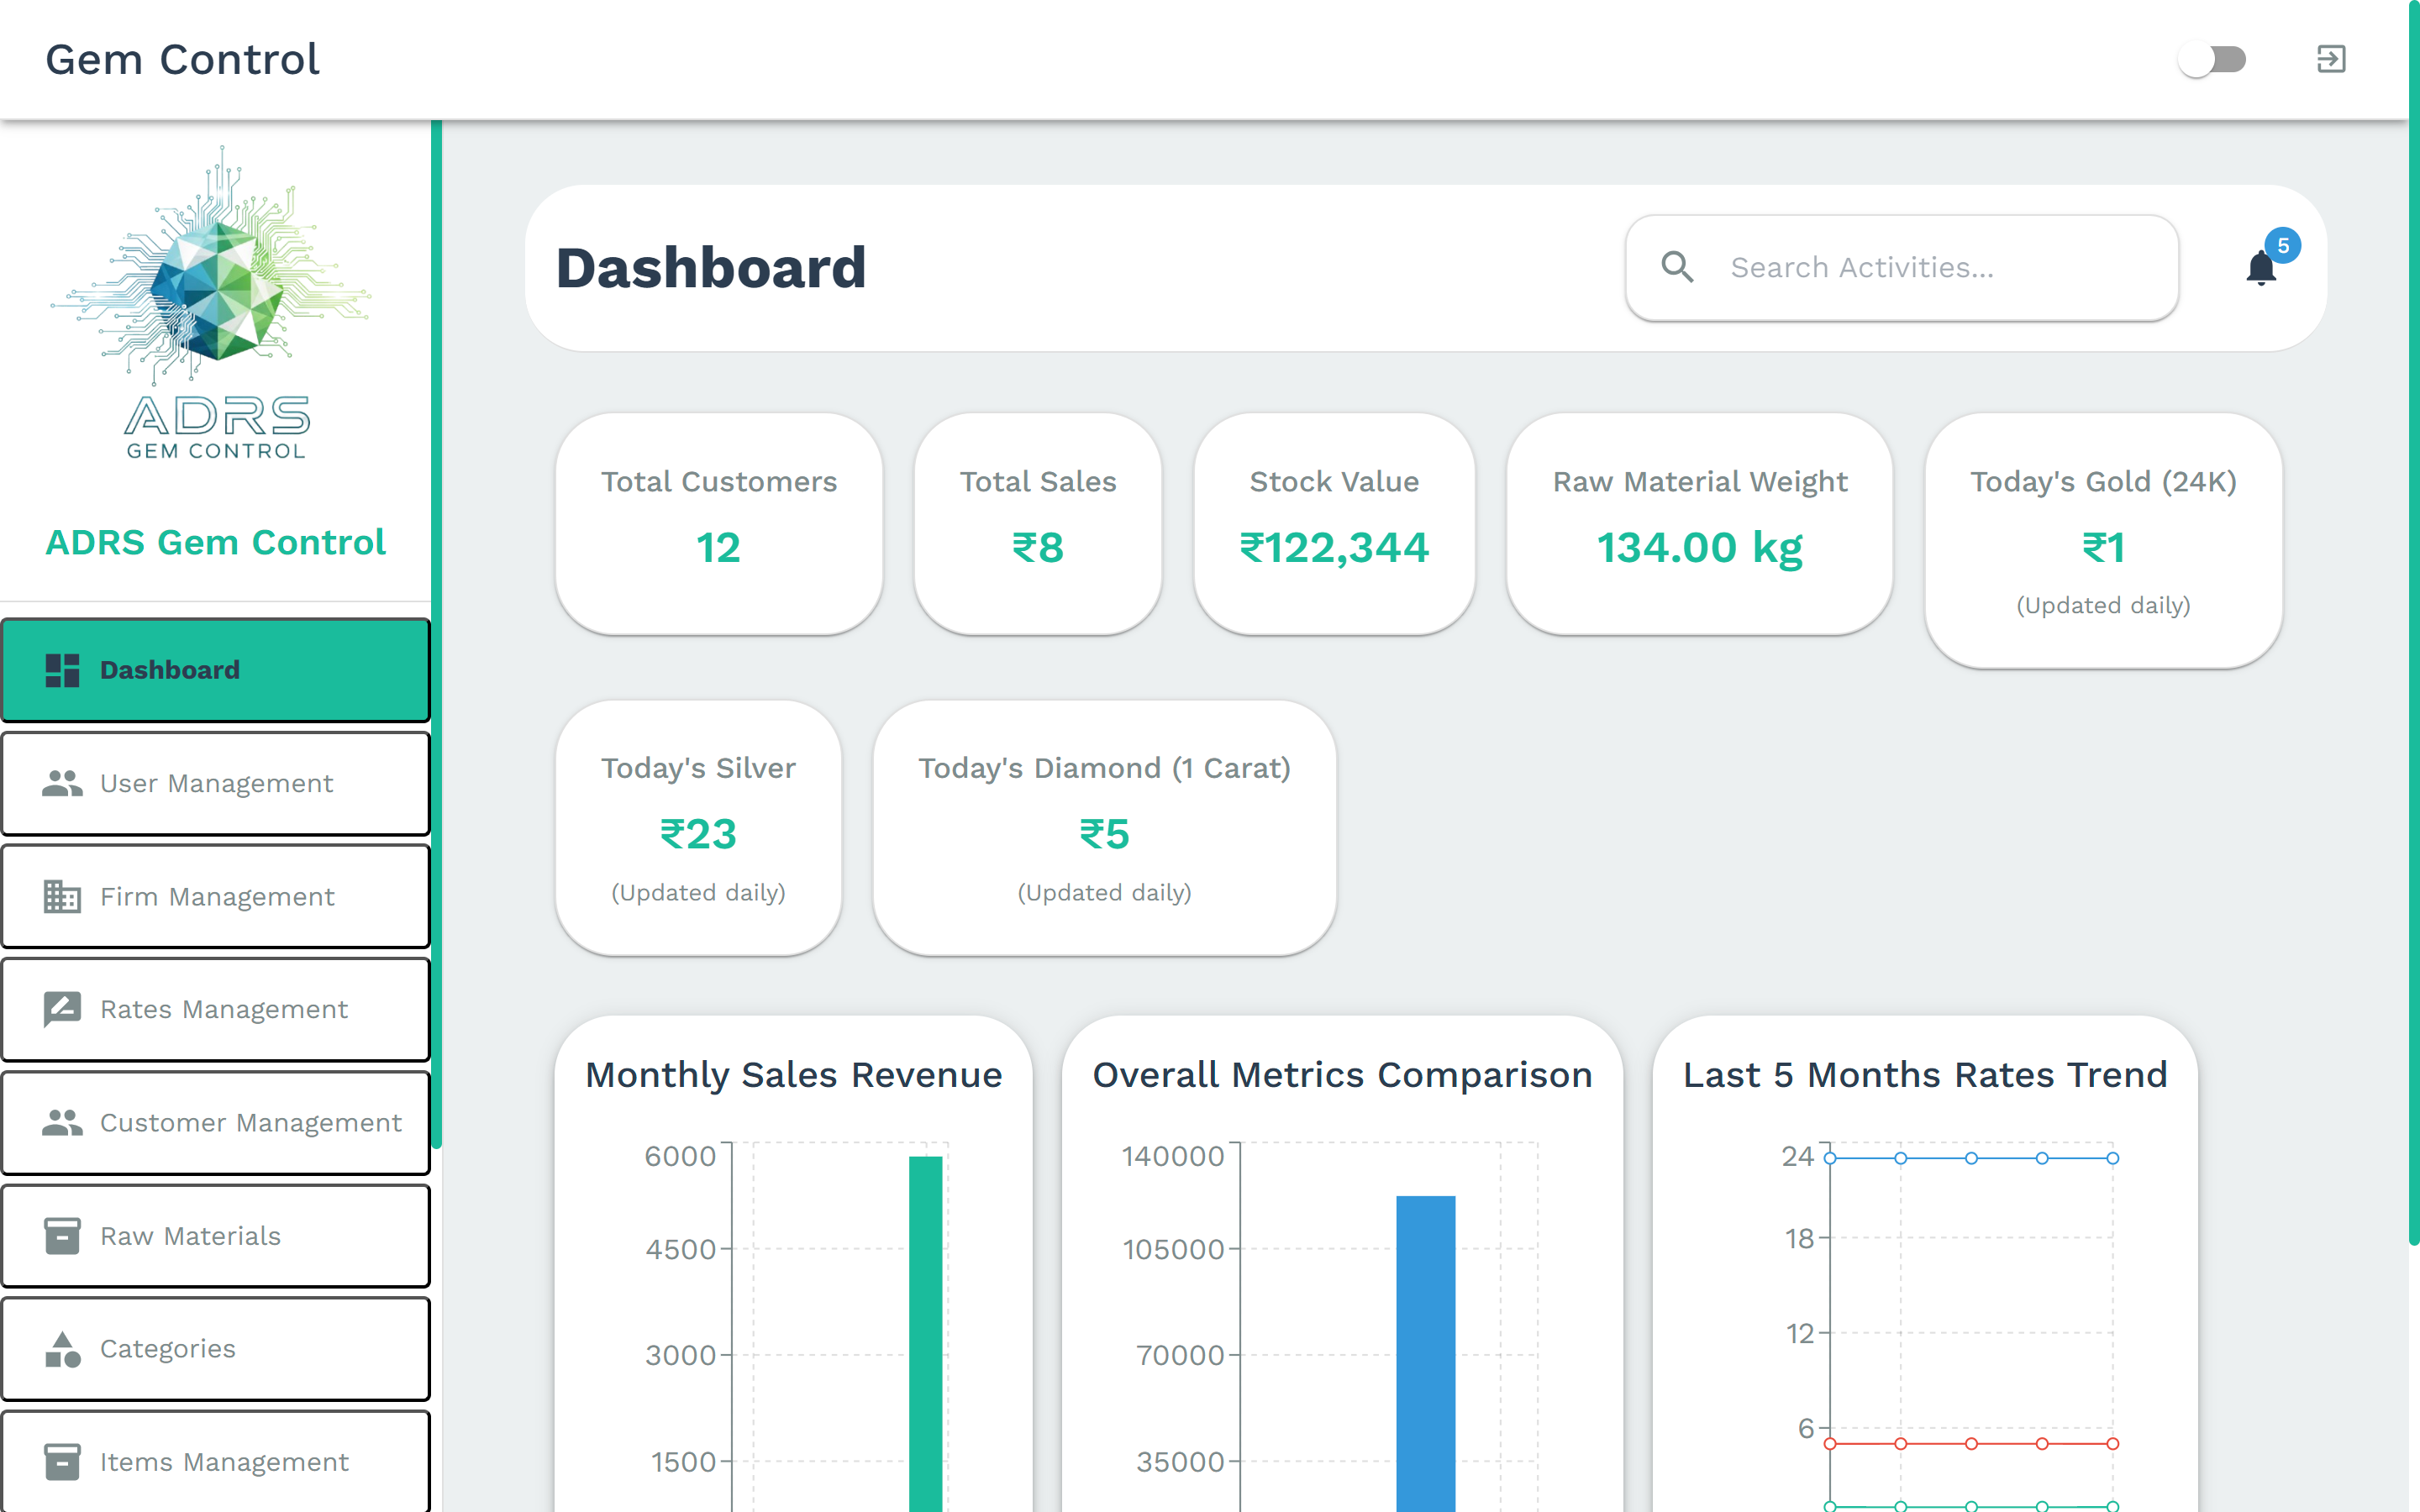 Gem Control
ADRS
GEM CONTROL
ADRS Gem Control
Dashboard
User Management
Firm Management
Rates Management
Customer Management
Raw Materials
Categories
Items Management
Dashboard
Search Activities...
5
Total Customers
12
Total Sales
₹8
Stock Value
₹122,344
Raw Material Weight
134.00 kg
Today's Gold (24K)
₹1
(Updated daily)
Today's Silver
₹23
(Updated daily)
Today's Diamond (1 Carat)
₹5
(Updated daily)
Monthly Sales Revenue
6000
4500
3000
1500
Overall Metrics Comparison
140000
105000
70000
35000
Last 5 Months Rates Trend
24
18
12
6